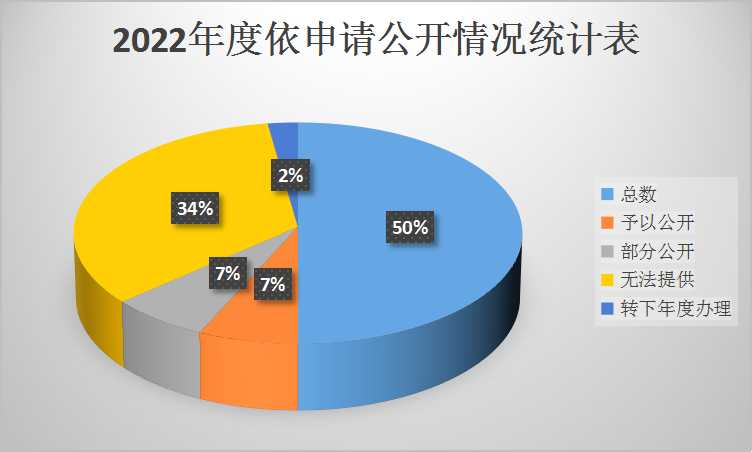 2022年度依申请公开情况统计表
2%
34%
50%
7%
7%
总数
予以公开
部分公开
无法提供
转下年度办理